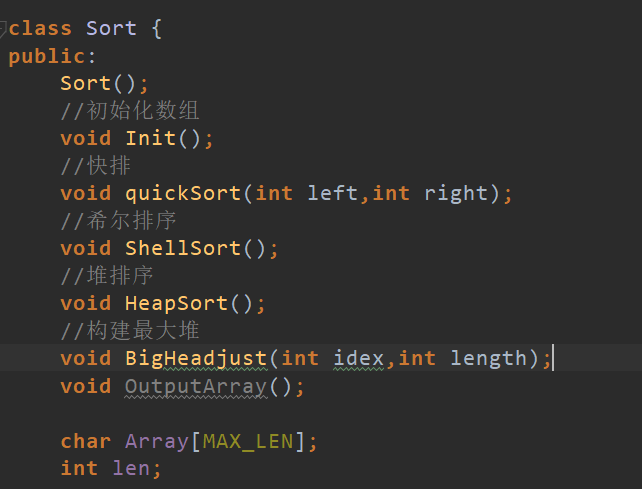 class Sort {
public:
Sort();
//初始化数组
void Init();
//快排
void quickSort(int left,int right);
//希尔排序
void ShellSort();
//堆排序
void HeapSort();
//构建最大堆
void BigHeadjust(int idex,int length);
void OutputArray();
char Array[MAX_LEN];
int len;